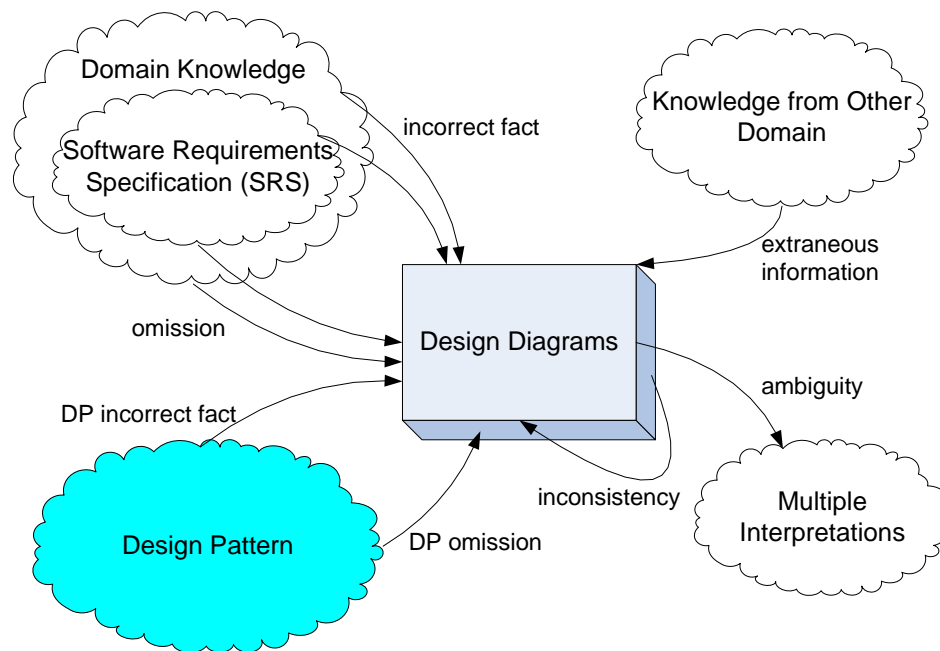 Domain Knowledge
Software Requirements
Specification (SRS)
incorrect fact
Knowledge from Other
Domain
extraneous
information
omission
Design Diagrams
DP incorrect fact
ambiguity
Design Pattern
DP omission
inconsistency
Multiple
Interpretations